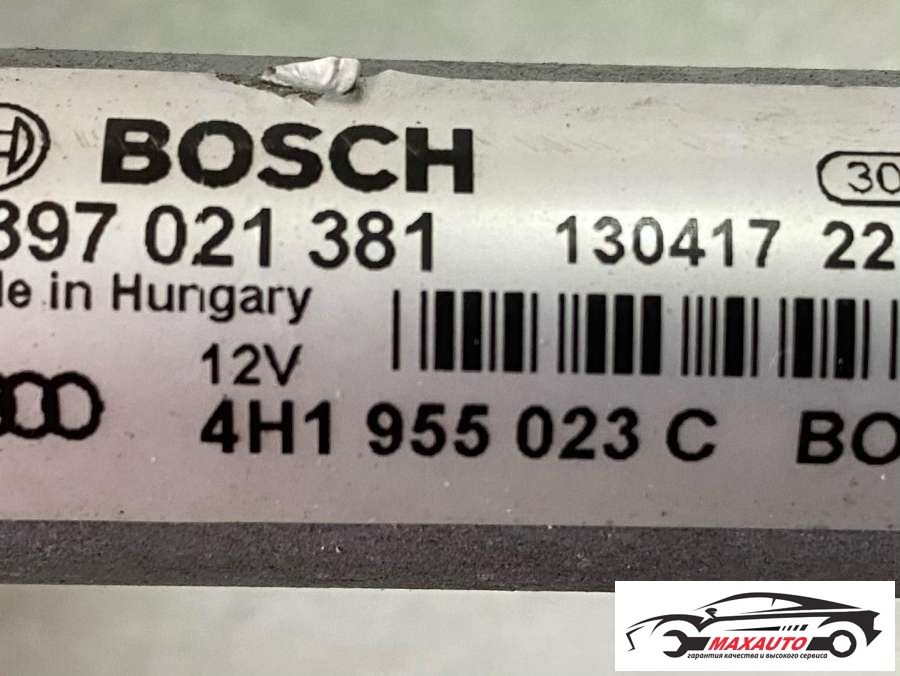 BOSCH
30
397 021 381 130417 22
de in Hungary
12V
4H1 955 023 C BO
MAXAUTO
гарантия качества и высокого сервиса